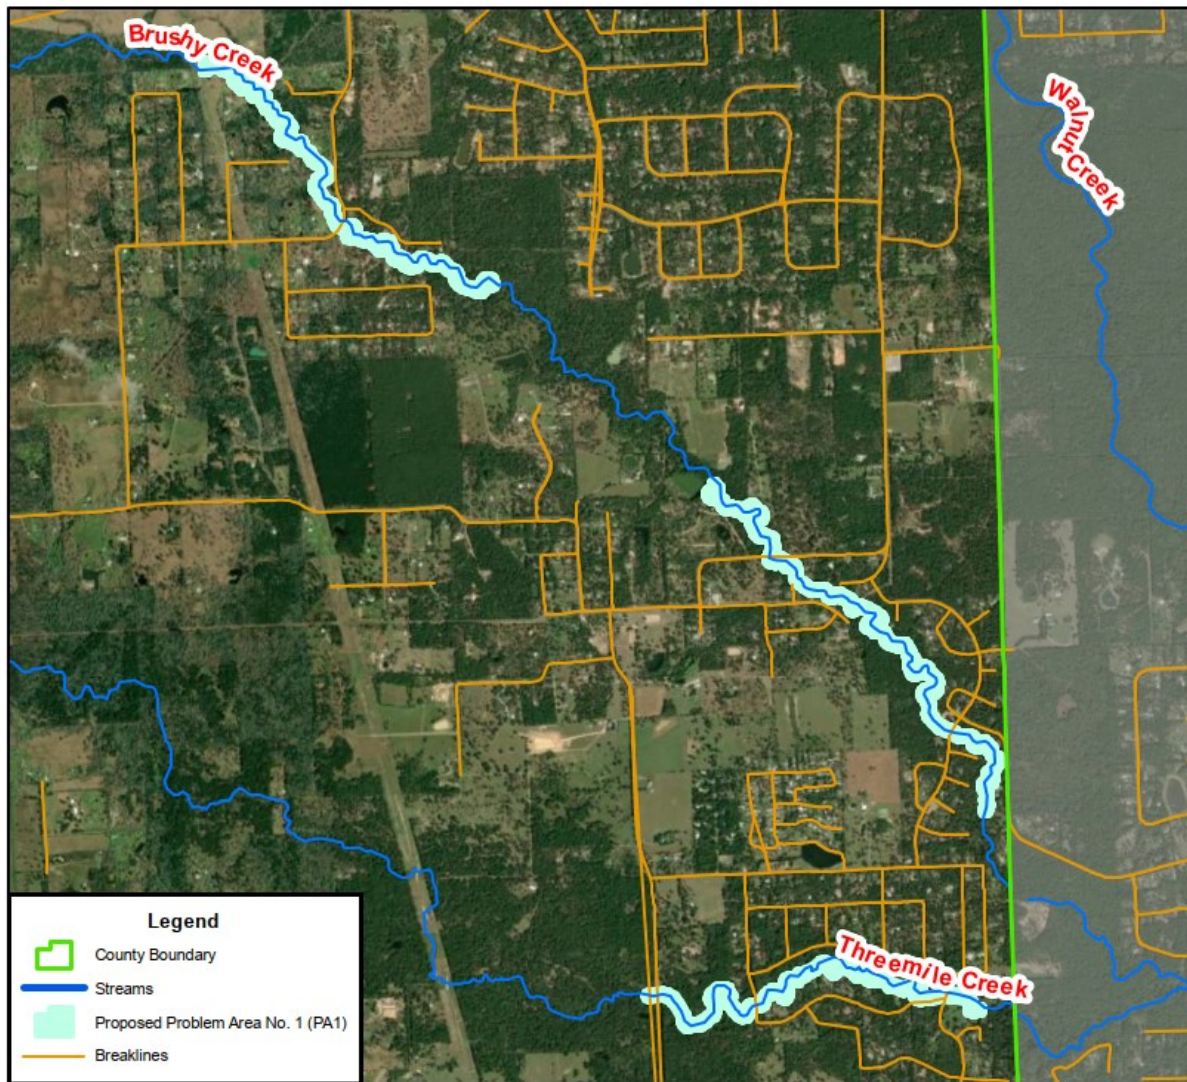 Brushy Creek
Walnut Creek
Threemile Creek
Legend
County Boundary
Streams
Proposed Problem Area No. 1 (PA1)
Breaklines